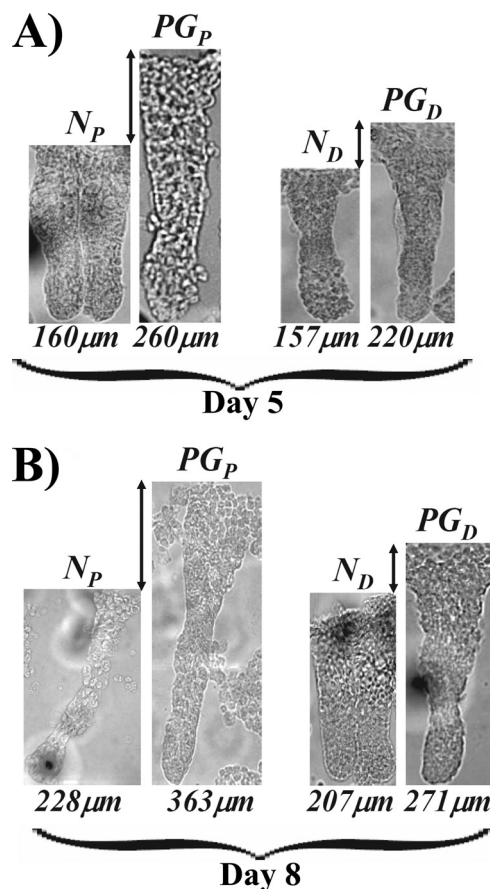 A)
PG_P
N_P
PG_D
N_D
160μm 260μm 157μm 220μm
Day 5
B)
PG_P
N_P
PG_D
N_D
228μm 363μm 207μm 271μm
Day 8